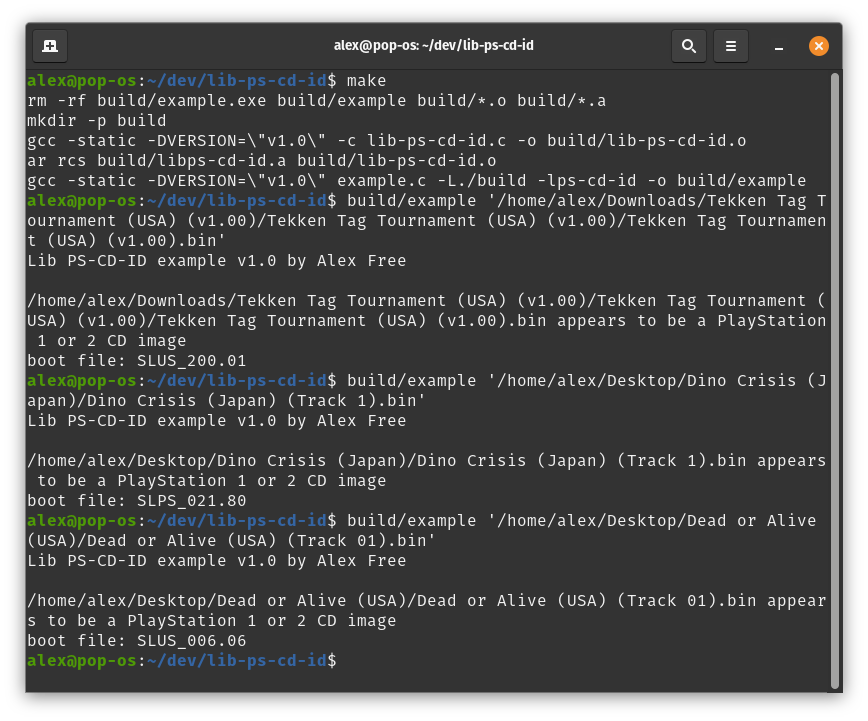 alex@pop-os: ~/dev/lib-ps-cd-id
alex@pop-os:~/dev/lib-ps-cd-id$ make
rm -rf build/example.exe build/example build/*.o build/*.a
mkdir -p build
gcc -static -DVERSION=\"v1.0\" -c lib-ps-cd-id.c -o build/lib-ps-cd-id.o
ar rcs build/libps-cd-id.a build/lib-ps-cd-id.o
gcc -static -DVERSION=\"v1.0\" example.c -L./build -lps-cd-id -o build/example
alex@pop-os:~/dev/lib-ps-cd-id$ build/example '/home/alex/Downloads/Tekken Tag T
ournament (USA) (v1.00)/Tekken Tag Tournament (USA) (v1.00)/Tekken Tag Tournamen
t (USA) (v1.00).bin'
Lib PS-CD-ID example v1.0 by Alex Free

/home/alex/Downloads/Tekken Tag Tournament (USA) (v1.00)/Tekken Tag Tournament (
USA) (v1.00)/Tekken Tag Tournament (USA) (v1.00).bin appears to be a PlayStation
 1 or 2 CD image
boot file: SLUS_200.01
alex@pop-os:~/dev/lib-ps-cd-id$ build/example '/home/alex/Desktop/Dino Crisis (J
apan)/Dino Crisis (Japan) (Track 1).bin'
Lib PS-CD-ID example v1.0 by Alex Free

/home/alex/Desktop/Dino Crisis (Japan)/Dino Crisis (Japan) (Track 1).bin appears
 to be a PlayStation 1 or 2 CD image
boot file: SLPS_021.80
alex@pop-os:~/dev/lib-ps-cd-id$ build/example '/home/alex/Desktop/Dead or Alive
(USA)/Dead or Alive (USA) (Track 01).bin'
Lib PS-CD-ID example v1.0 by Alex Free

/home/alex/Desktop/Dead or Alive (USA)/Dead or Alive (USA) (Track 01).bin appear
s to be a PlayStation 1 or 2 CD image
boot file: SLUS_006.06
alex@pop-os:~/dev/lib-ps-cd-id$